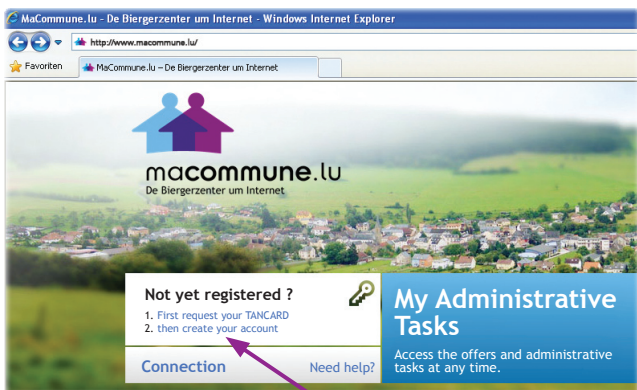 MaCommune.lu - De Biergerzenter um Internet - Windows Internet Explorer
http://www.macommune.lu/
Favoriten
MaCommune.lu – De Biergerzenter um Internet
macommune.lu
De Biergerzenter um Internet
Not yet registered ?
1. First request your TANCARD
2. then create your account
Connection
Need help?
My Administrative
Tasks
Access the offers and administrative
tasks at any time.